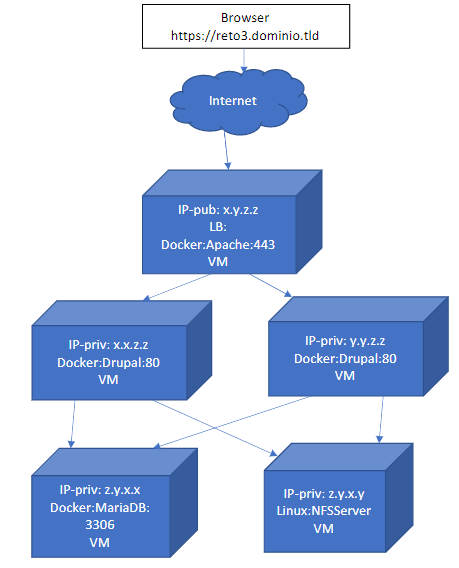 Browser
https://reto3.dominio.tld
Internet
IP-pub: x.y.z.z
LB:
Docker:Apache:443
VM
IP-priv: x.x.z.z
Docker:Drupal:80
VM
IP-priv: y.y.z.z
Docker:Drupal:80
VM
IP-priv: z.y.x.x
Docker:MariaDB:
3306
VM
IP-priv: z.y.x.y
Linux:NFSServer
VM